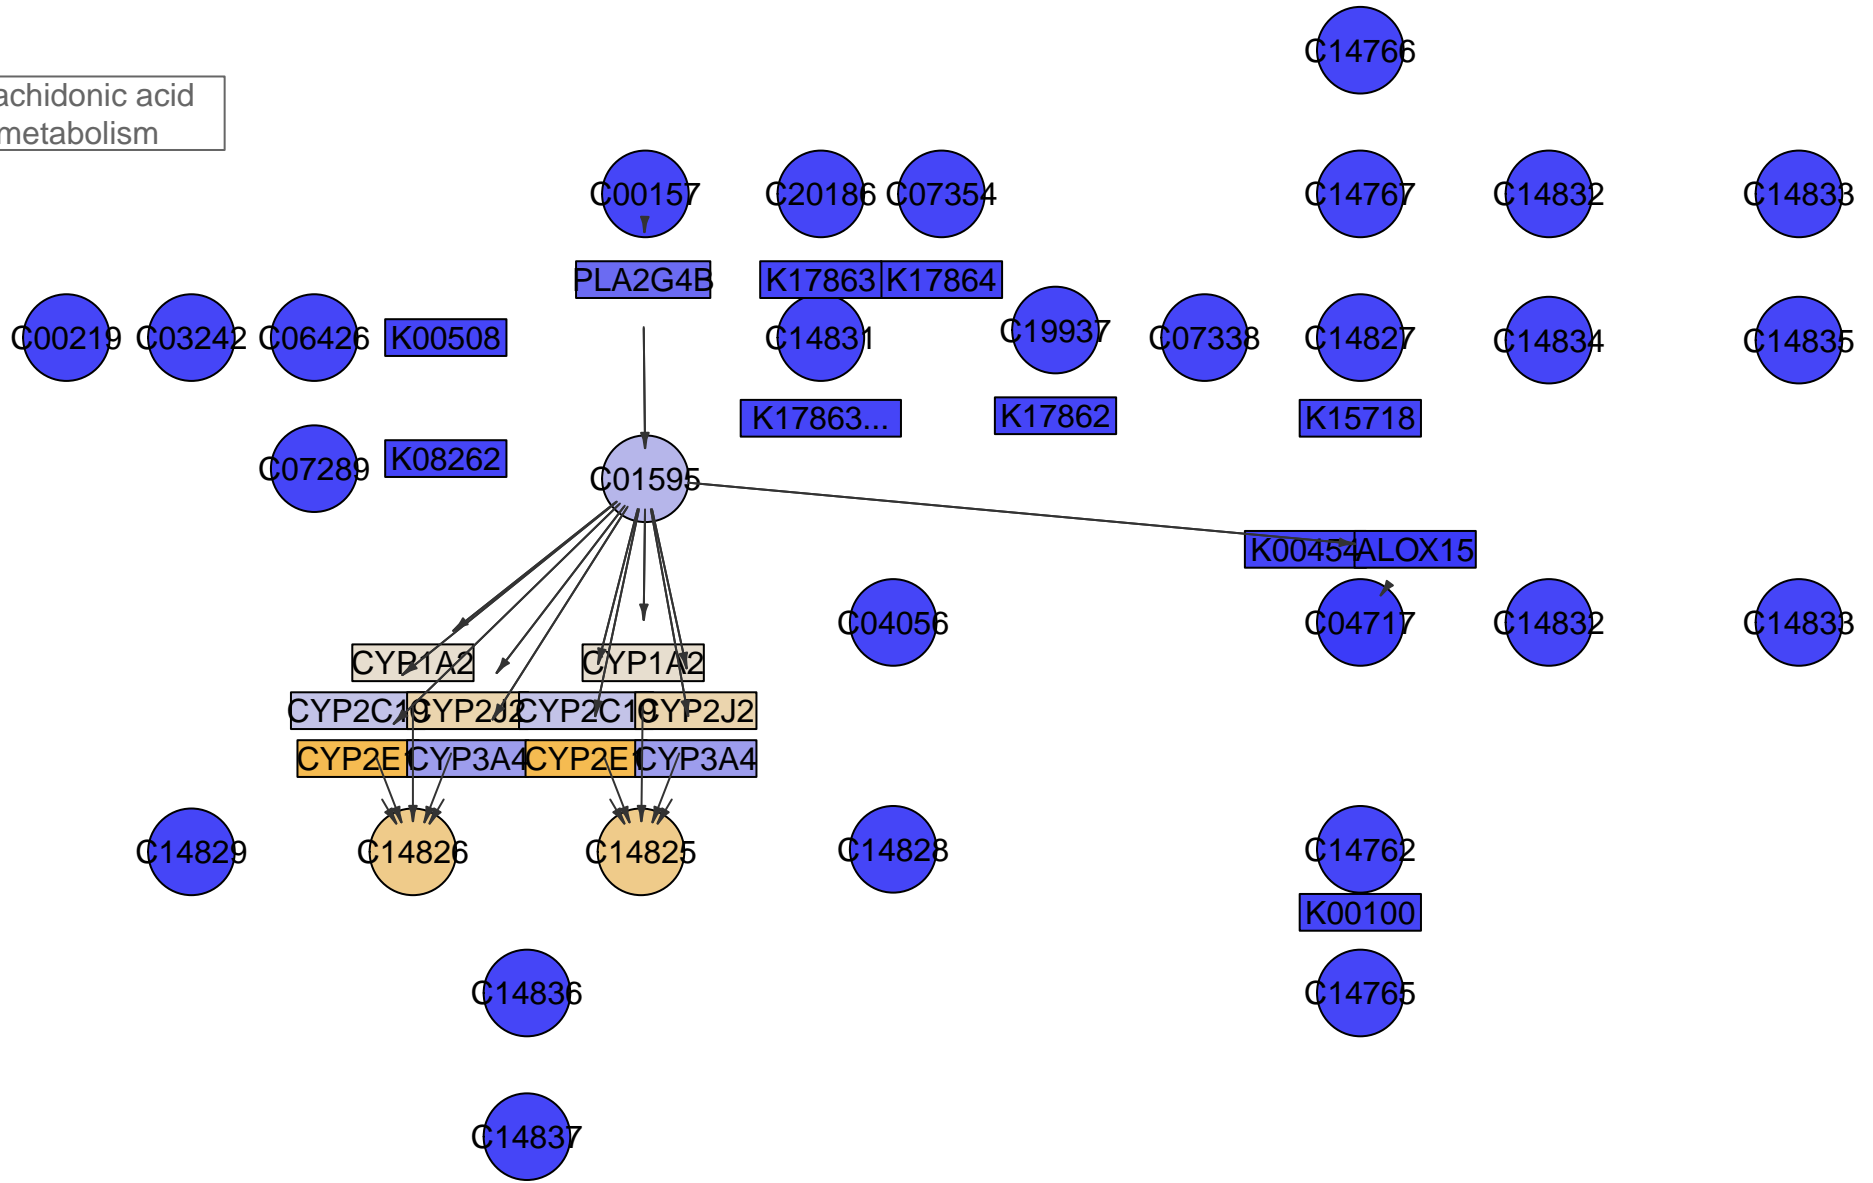 C14766
achidonic acid
metabolism
C00157
C20186
C07354
C14767
C14832
C14833
PLA2G4B
K17863
K17864
C00219
C03242
C06426
K00508
C14831
C19937
C07338
C14827
C14834
C14835
K17863...
K17862
K15718
C07289
K08262
C01595
K00454
ALOX15
C04056
C04717
C14832
C14833
CYP1A2
CYP1A2
CYP2C19
CYP2J2
CYP2C19
CYP2J2
CYP2E1
CYP3A4
CYP2E1
CYP3A4
C14829
C14826
C14825
C14828
C14762
K00100
C14836
C14765
C14837